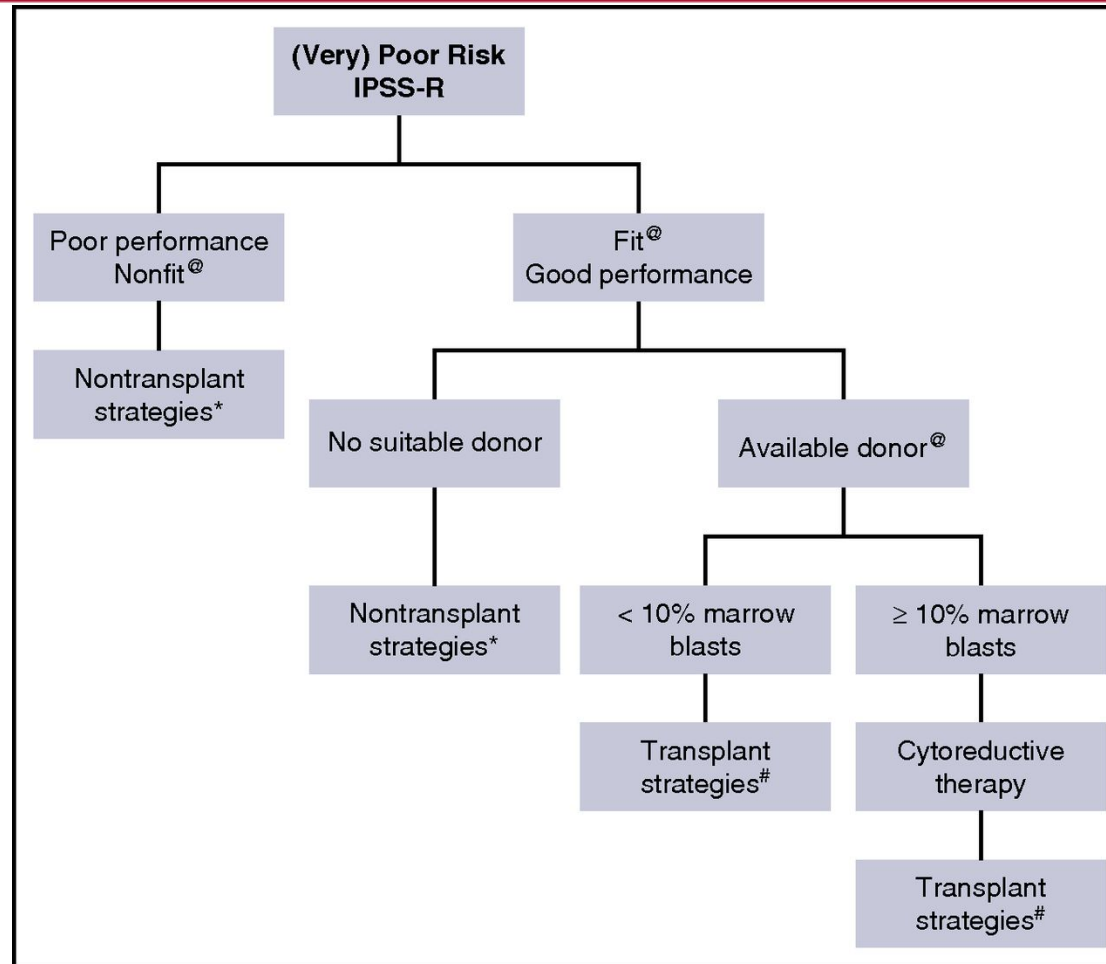 (Very) Poor Risk
IPSS-R
Poor performance
Nonfit@
Fit@
Good performance
Nontransplant
strategies*
No suitable donor
Available donor@
Nontransplant
strategies*
< 10% marrow
blasts
≥ 10% marrow
blasts
Transplant
strategies#
Cytoreductive
therapy
Transplant
strategies#